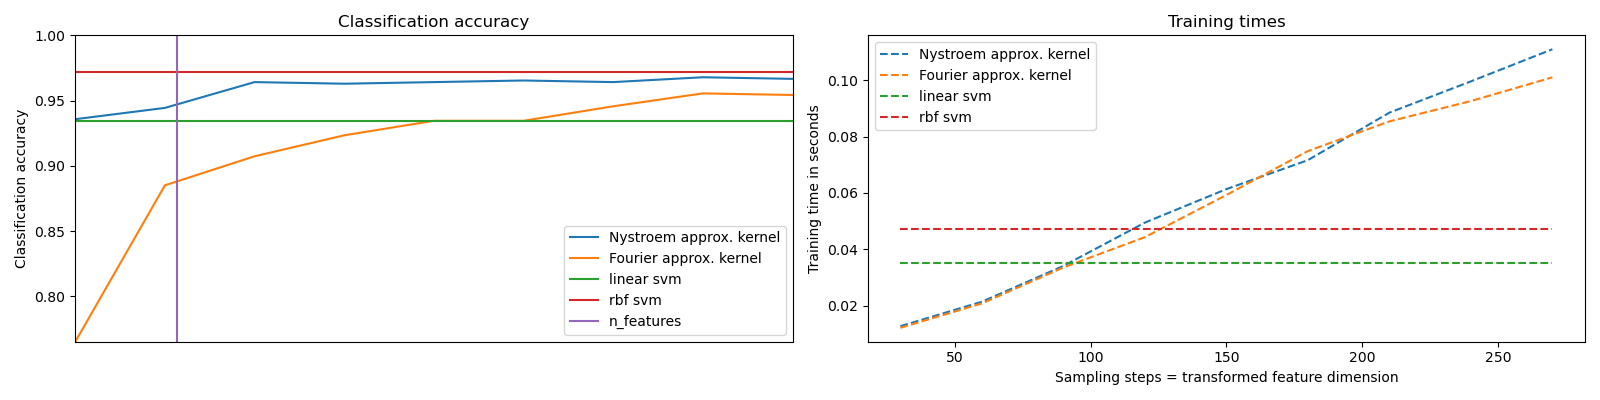 Classification accuracy
Classification accuracy
1.00
0.95
0.90
0.85
0.80
Nystroem approx. kernel
Fourier approx. kernel
linear svm
rbf svm
n_features
Training times
Training time in seconds
0.10
0.08
0.06
0.04
0.02
Nystroem approx. kernel
Fourier approx. kernel
linear svm
rbf svm
50
100
150
200
250
Sampling steps = transformed feature dimension